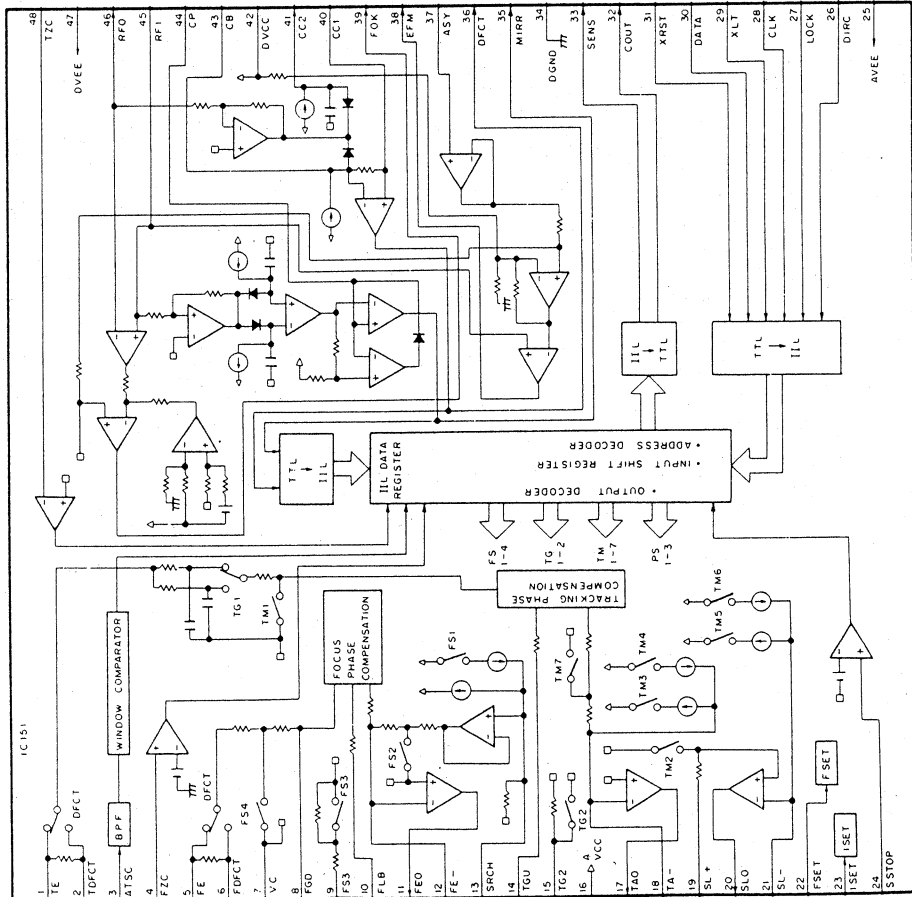 IC151
1 TE
2 TDFCT
3 ATSC
4 FZC
5 FE
6 FDFCT
7 VC
8 FGD
9 FS3
10 FLB
11 FEO
12 FE-
13 SRCH
14 TGU
15 TG2
16 AVCC
17 TAO
18 TA-
19 SL+
20 SLO
21 SL-
22 FSET
23 ISET
24 SSTOP
48 TZC
47 DVEE
46 RFO
45 RFI
44 CP
43 CB
42 DVCC
41 CC2
40 CC1
39 FOK
38 EFM
37 ASY
36 DFCT
35 MIRR
34 DGND
33 SENS
32 COUT
31 XRST
30 DATA
29 XLT
28 CLK
27 LOCK
26 DIRC
25 AVEE
DFCT
BPF
WINDOW COMPARATOR
DFCT
FS4
FS3
TG1
TM1
FOCUS
PHASE
COMPENSATION
FS2
FS1
TG2
TRACKING PHASE
COMPENSATION
TM7
TM4
TM3
TM2
TM6
TM5
FSET
ISET
TTL
IIL
IIL DATA
REGISTER
• INPUT SHIFT REGISTER
• ADDRESS DECODER
• OUTPUT DECODER
FS
1-4
TG
1-2
TM
1-7
PS
1-3
IIL
TTL
TTL
IIL